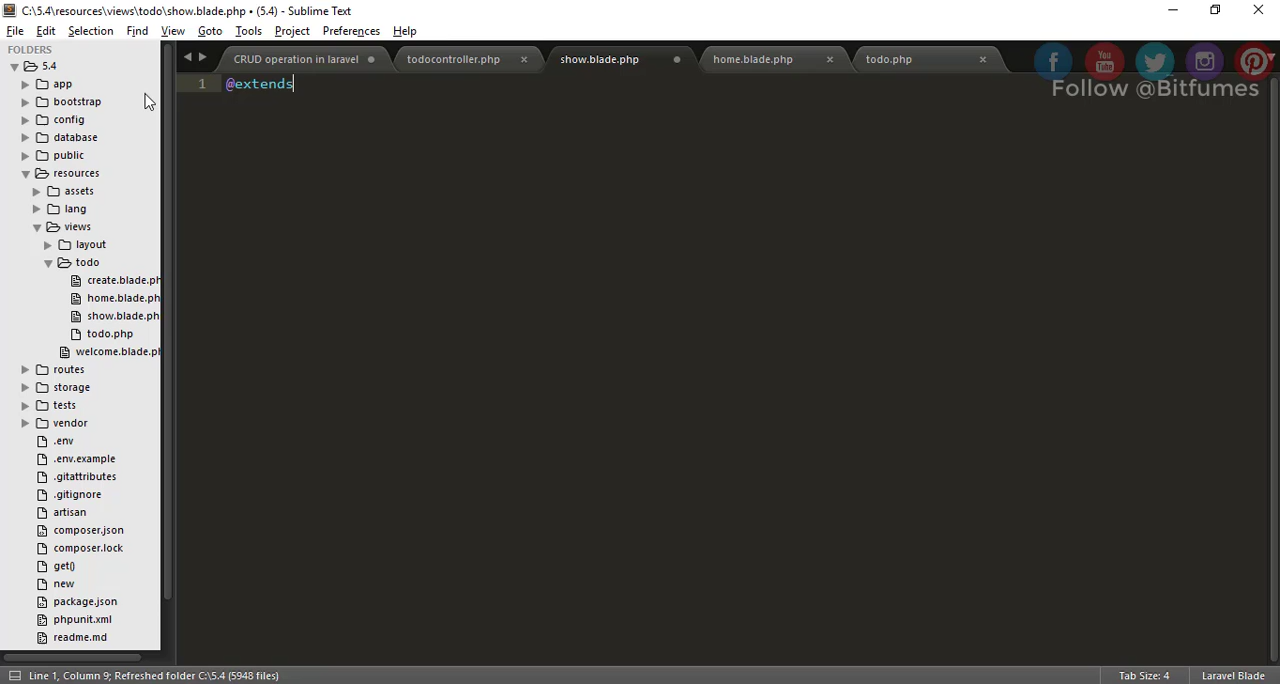 C:\5.4\resources\views\todo\show.blade.php • (5.4) - Sublime Text
File Edit Selection Find View Goto Tools Project Preferences Help
FOLDERS
5.4
app
bootstrap
config
database
public
resources
assets
lang
views
layout
todo
create.blade.ph
home.blade.ph
show.blade.ph
todo.php
welcome.blade.ph
routes
storage
tests
vendor
.env
.env.example
.gitattributes
.gitignore
artisan
composer.json
composer.lock
get()
new
package.json
phpunit.xml
readme.md
CRUD operation in laravel todocontroller.php show.blade.php home.blade.php todo.php
Follow @Bitfumes
1 @extends
Line 1, Column 9; Refreshed folder C:\5.4 (5948 files) Tab Size: 4 Laravel Blade